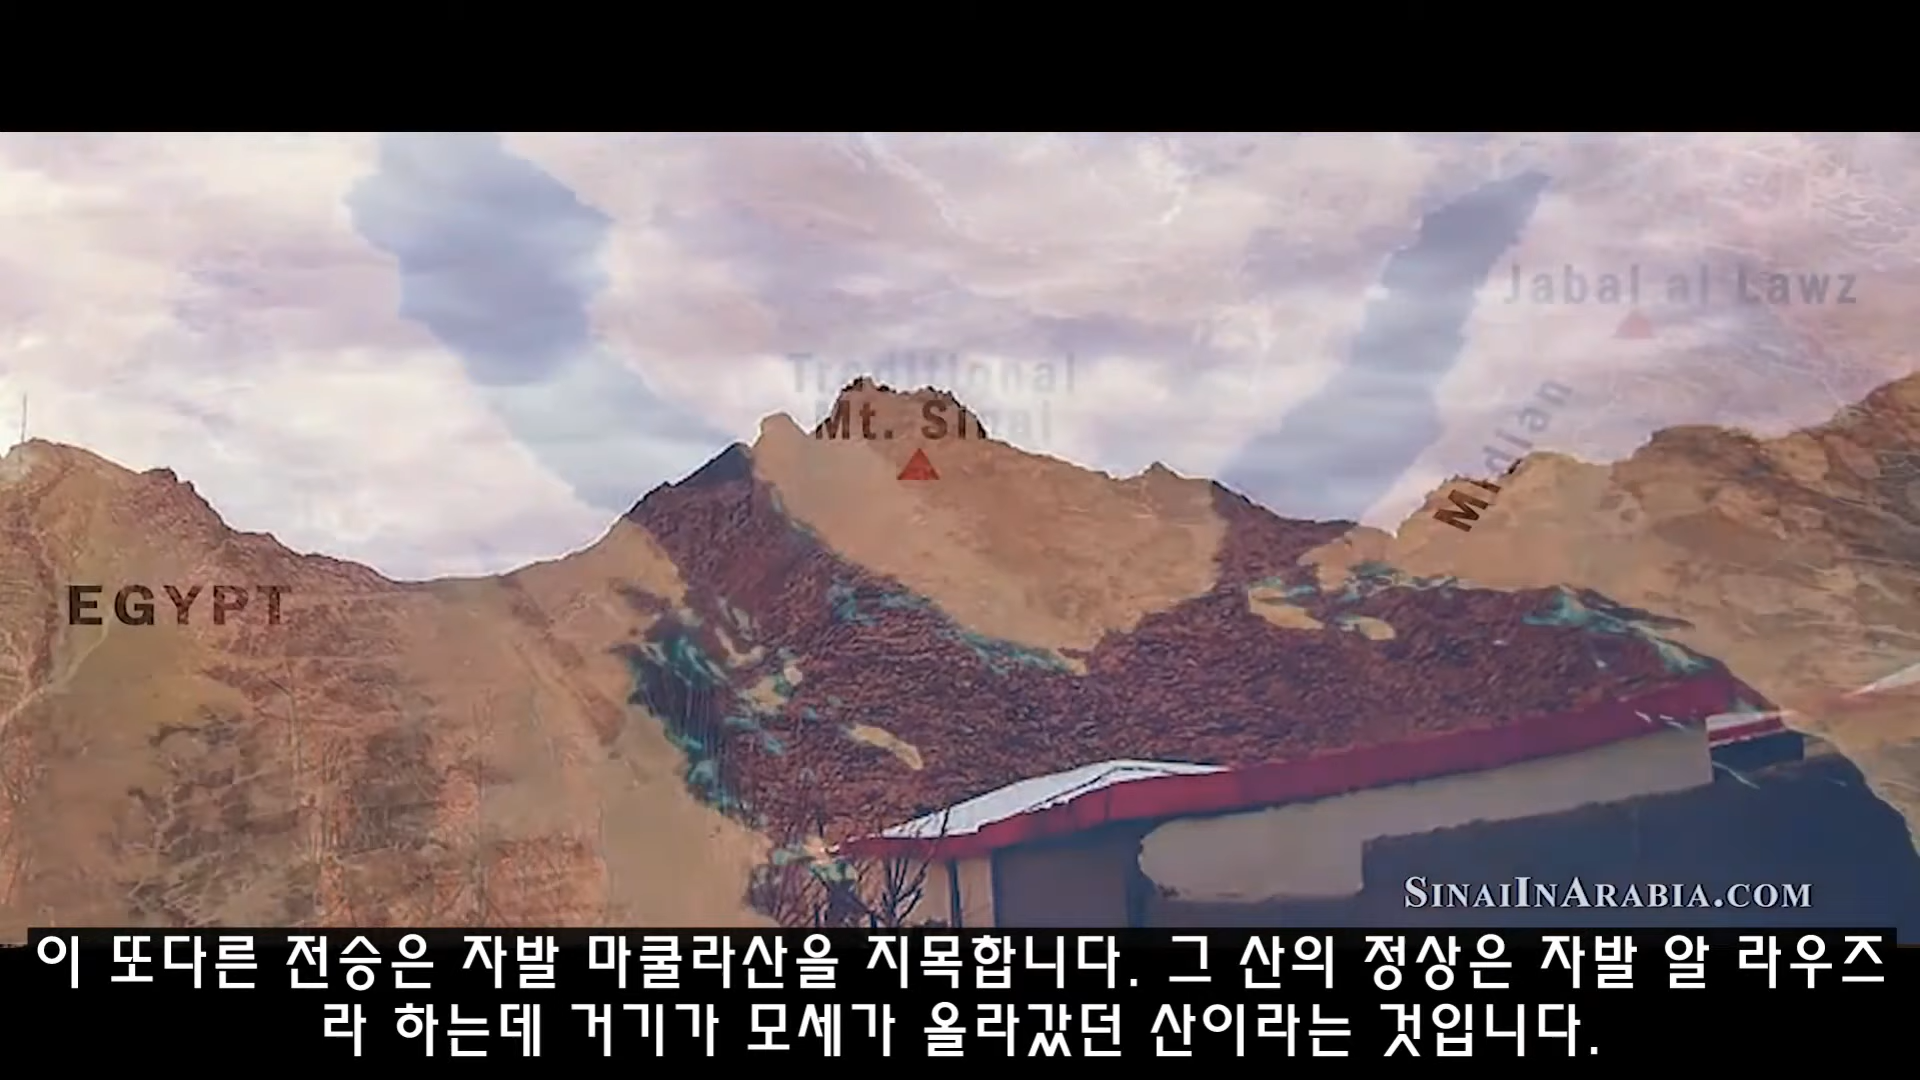 Jabal al Lawz
Traditional
Mt. Sinai
Midian
EGYPT
SINAIINARABIA.COM
이 또다른 전승은 자발 마쿨라산을 지목합니다. 그 산의 정상은 자발 알 라우즈
라 하는데 거기가 모세가 올라갔던 산이라는 것입니다.